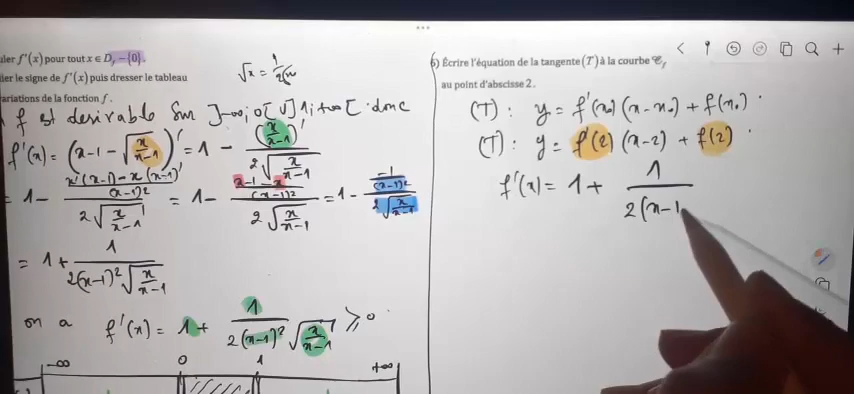 uler f'(x) pour tout x ∈ D_f − {0}.
ier le signe de f'(x) puis dresser le tableau
ariations de la fonction f.
√x = 1/(2√x)
f est derivable sur ]−∞; 0[ ∪ ]1; +∞[ donc
f'(x) = (x−1−√(x/(x−1)))' = 1 − (x/(x−1))' / (2√(x/(x−1)))
= 1 − ((x'(x−1) − x(x−1)')/(x−1)²) / (2√(x/(x−1))) = 1 − ((x−1−x)/(x−1)²) / (2√(x/(x−1))) = 1 − (−1/(x−1)²) / (2√(x/(x−1)))
= 1 + 1/(2(x−1)²√(x/(x−1)))
on a f'(x) = 1 + 1/(2(x−1)²√(x/(x−1))) ⩾ 0
−∞ 0 1 +∞
6) Écrire l'équation de la tangente (T) à la courbe 𝒞_f
au point d'abscisse 2.
(T) : y = f'(x₀)(x−x₀) + f(x₀).
(T) : y = f'(2)(x−2) + f(2).
f'(x) = 1 + 1/(2(x−1